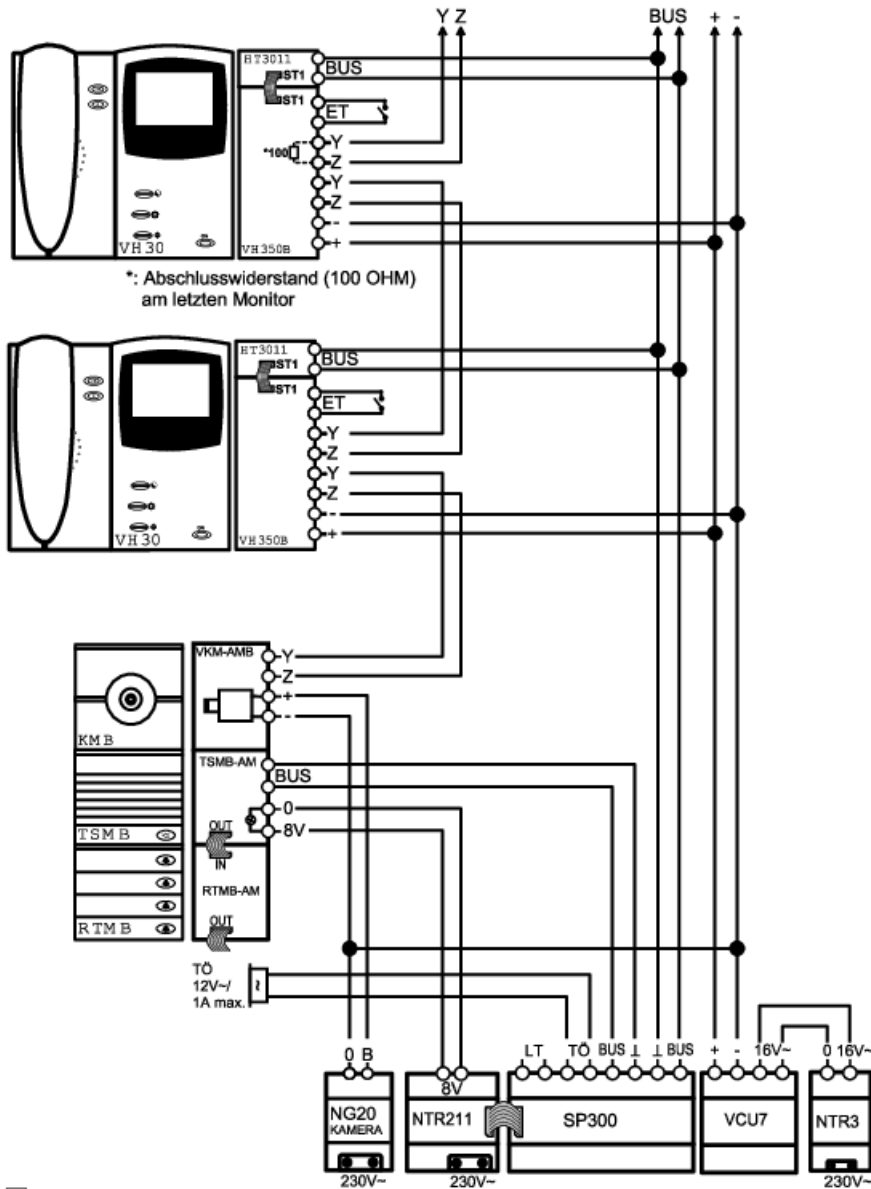 Y Z BUS + -
HT3011
BUS
ST1
ST1
ET
*100
Y
Z
Y
Z
-
+
VH30
VH350B
*: Abschlusswiderstand (100 OHM)
am letzten Monitor
HT3011
BUS
ST1
ST1
ET
Y
Z
Y
Z
-
+
VH30
VH350B
VKM-AMB
Y
Z
+
-
KMB
TSMB-AM
BUS
0
8V
TSMB
OUT
IN
RTMB-AM
OUT
RTMB
TÖ
12V~/
1A max.
~
0 B
8V
LT TÖ BUS ⊥ ⊥ BUS
+ - 16V~
0 16V~
NG20
KAMERA
NTR211
SP300
VCU7
NTR3
230V~
230V~
230V~